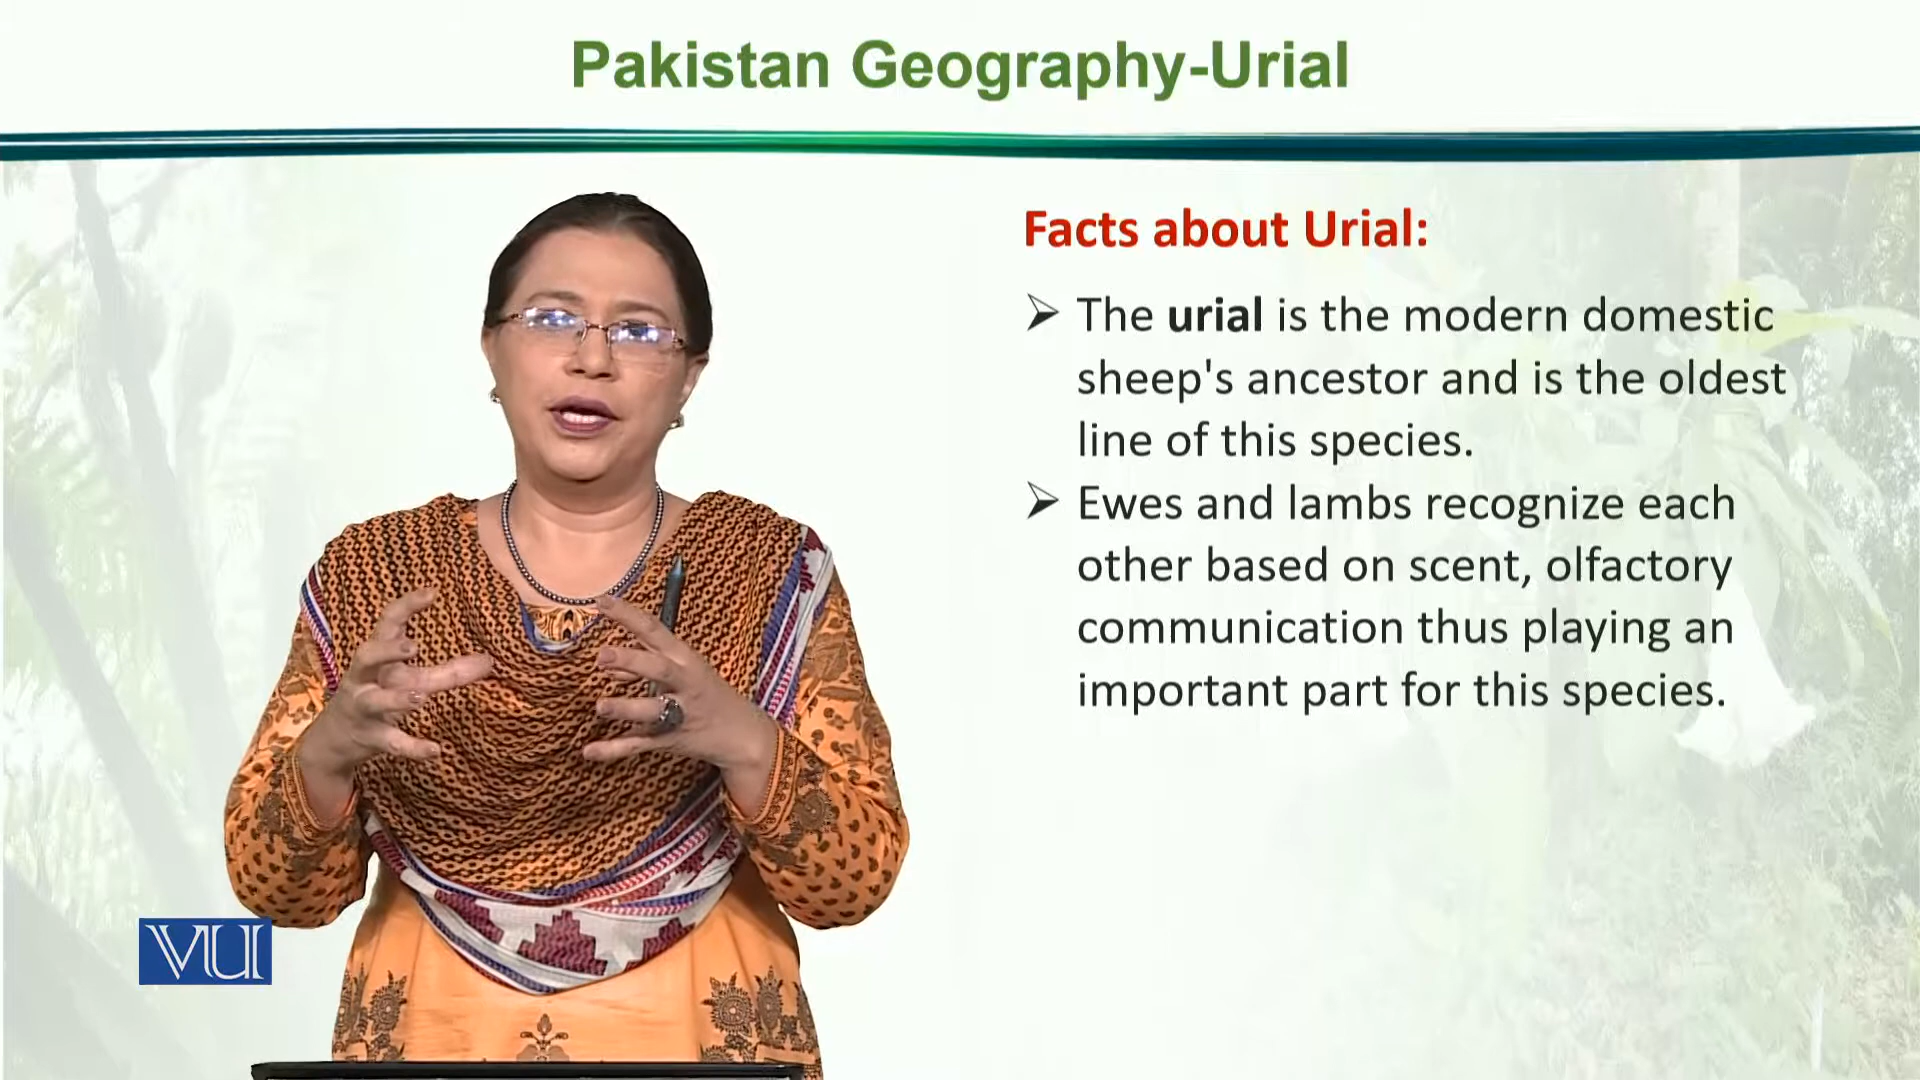 Pakistan Geography-Urial
Facts about Urial:
The urial is the modern domestic
sheep's ancestor and is the oldest
line of this species.
Ewes and lambs recognize each
other based on scent, olfactory
communication thus playing an
important part for this species.
VU